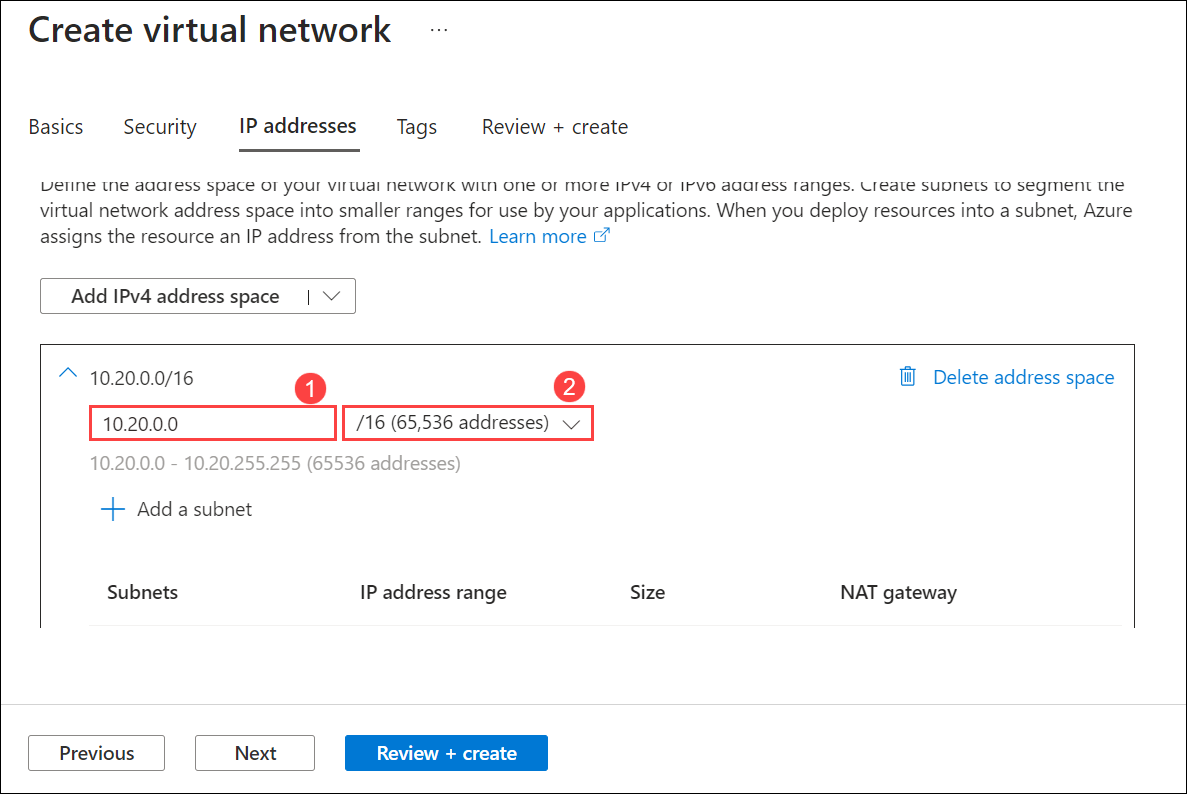 Create virtual network ...
Basics Security IP addresses Tags Review + create
Define the address space of your virtual network with one or more IPv4 or IPv6 address ranges. Create subnets to segment the
virtual network address space into smaller ranges for use by your applications. When you deploy resources into a subnet, Azure
assigns the resource an IP address from the subnet. Learn more
Add IPv4 address space
10.20.0.0/16 1 2 Delete address space
10.20.0.0 /16 (65,536 addresses)
10.20.0.0 - 10.20.255.255 (65536 addresses)
Add a subnet
Subnets IP address range Size NAT gateway
Previous Next Review + create